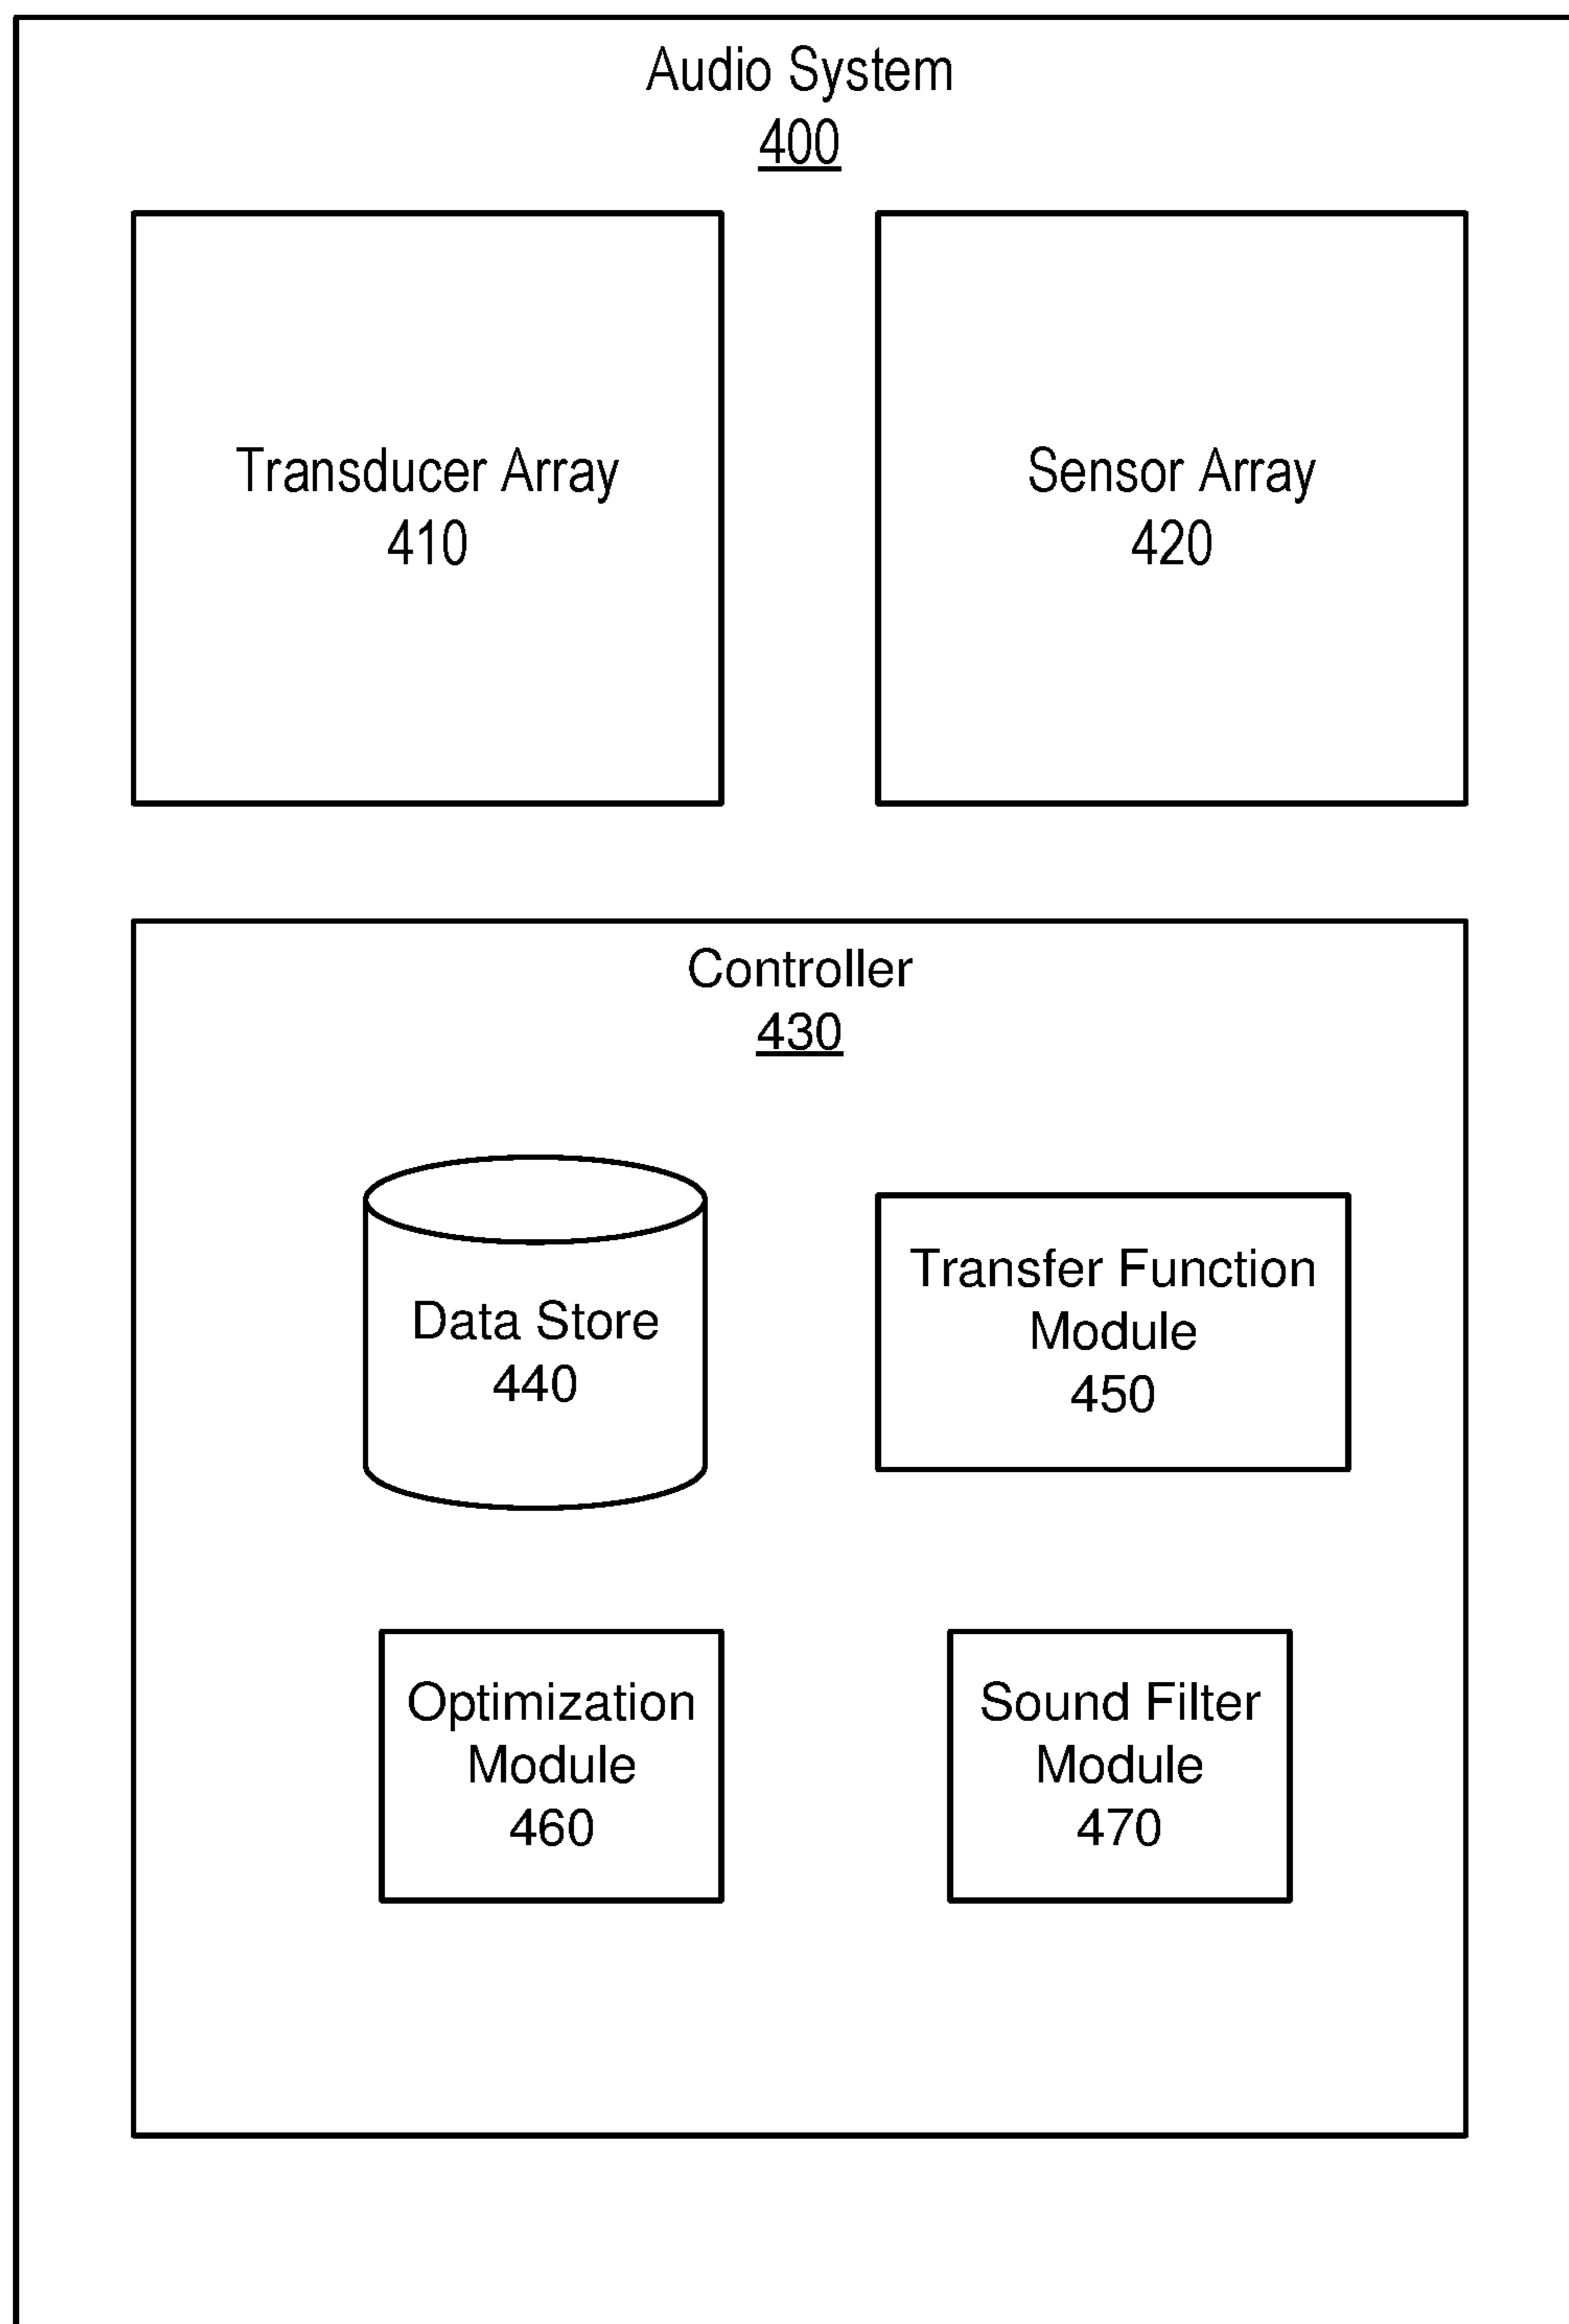 Audio System
400
Transducer Array
410
Sensor Array
420
Controller
430
Data Store
440
Transfer Function
Module
450
Optimization
Module
460
Sound Filter
Module
470